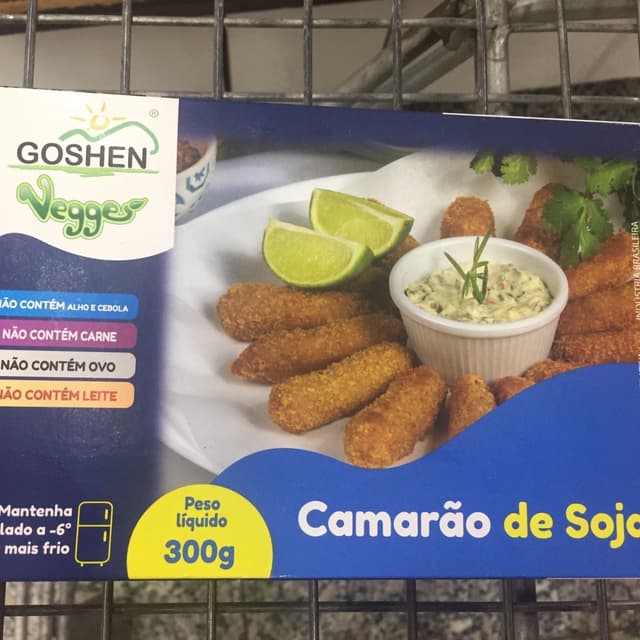 GOSHEN ®
Vegges
NÃO CONTÉM ALHO E CEBOLA
NÃO CONTÉM CARNE
NÃO CONTÉM OVO
NÃO CONTÉM LEITE
Mantenha
lado a -6°
mais frio
Peso
líquido
300g
Camarão de Soja
INDÚSTRIA BRASILEIRA